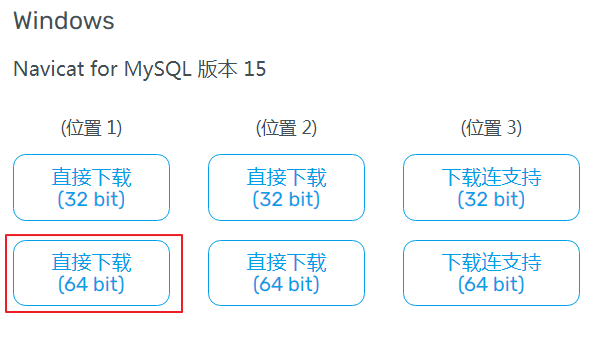 Windows
Navicat for MySQL 版本 15
(位置 1)
(位置 2)
(位置 3)
直接下载
(32 bit)
直接下载
(32 bit)
下载连支持
(32 bit)
直接下载
(64 bit)
直接下载
(64 bit)
下载连支持
(64 bit)